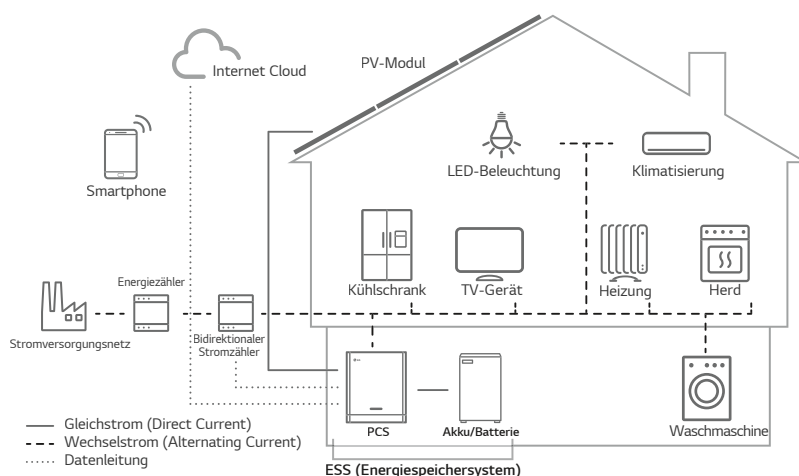 Internet Cloud
PV-Modul
Smartphone
LED-Beleuchtung
Klimatisierung
Kühlschrank
TV-Gerät
Heizung
Herd
Energiezähler
Stromversorgungsnetz
Bidirektionaler
Stromzähler
PCS
Akku/Batterie
Waschmaschine
Gleichstrom (Direct Current)
Wechselstrom (Alternating Current)
Datenleitung
ESS (Energiespeichersystem)